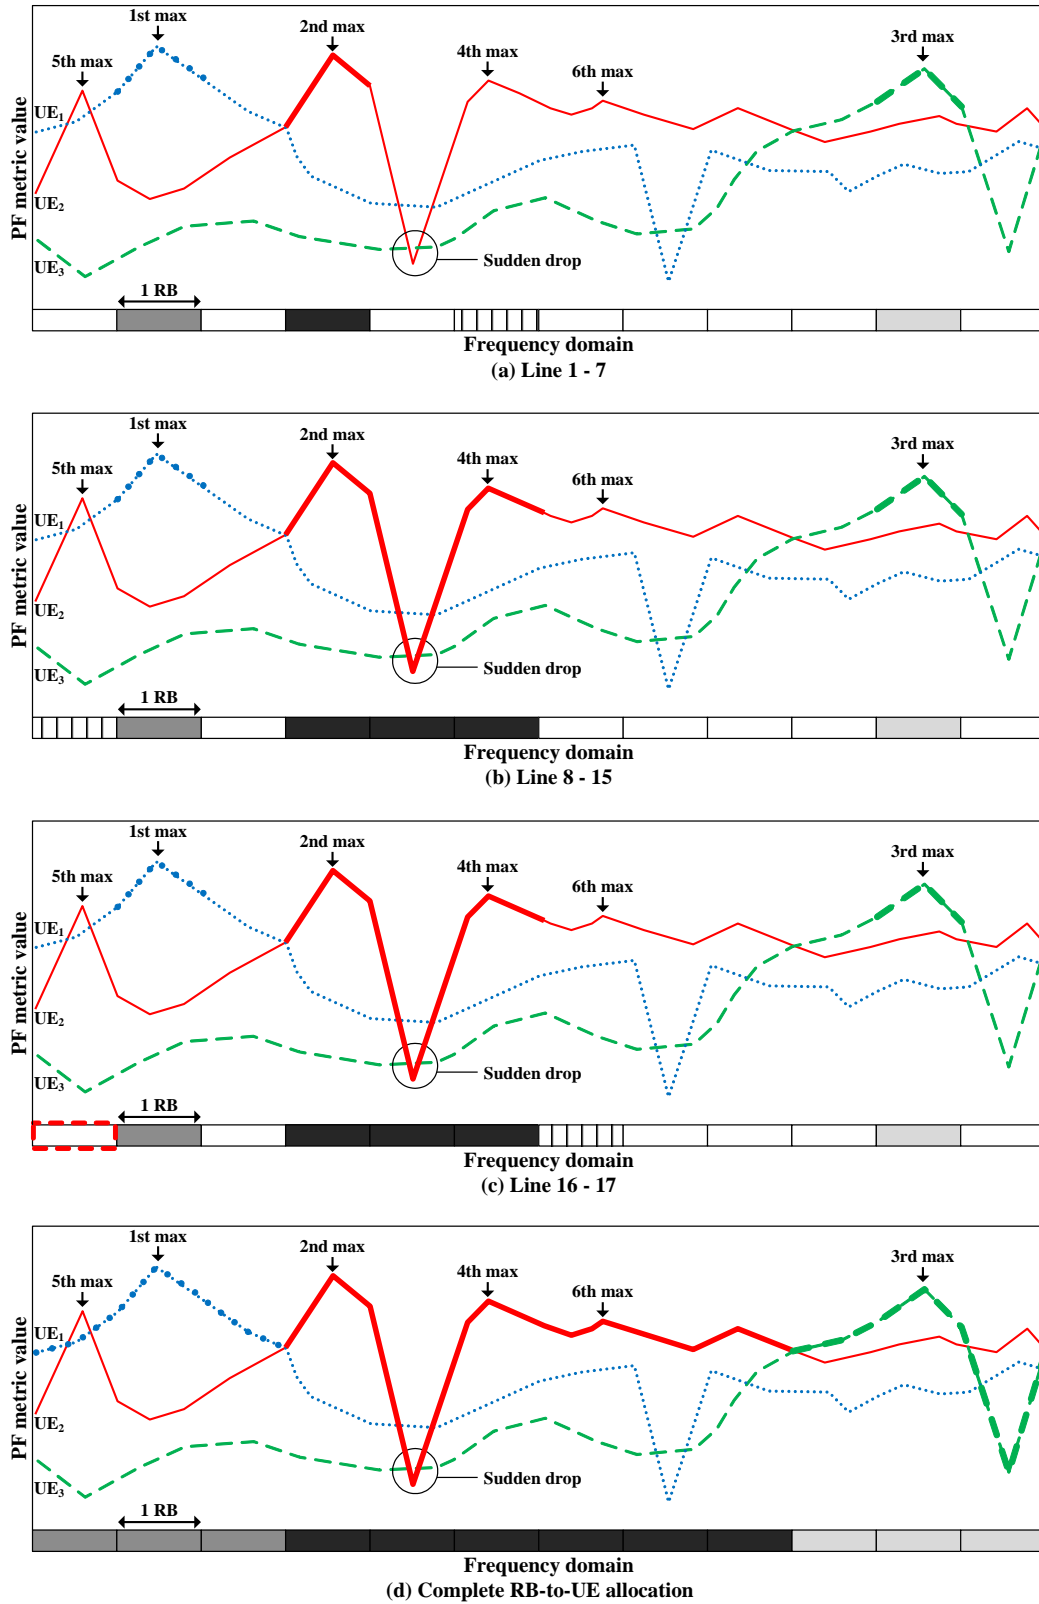 1st max
2nd max
3rd max
4th max
5th max
6th max
UE1
UE2
UE3
PF metric value
Sudden drop
1 RB
Frequency domain
(a) Line 1 - 7
1st max
2nd max
3rd max
4th max
5th max
6th max
UE1
UE2
UE3
PF metric value
Sudden drop
1 RB
Frequency domain
(b) Line 8 - 15
1st max
2nd max
3rd max
4th max
5th max
6th max
UE1
UE2
UE3
PF metric value
Sudden drop
1 RB
Frequency domain
(c) Line 16 - 17
1st max
2nd max
3rd max
4th max
5th max
6th max
UE1
UE2
UE3
PF metric value
Sudden drop
1 RB
Frequency domain
(d) Complete RB-to-UE allocation